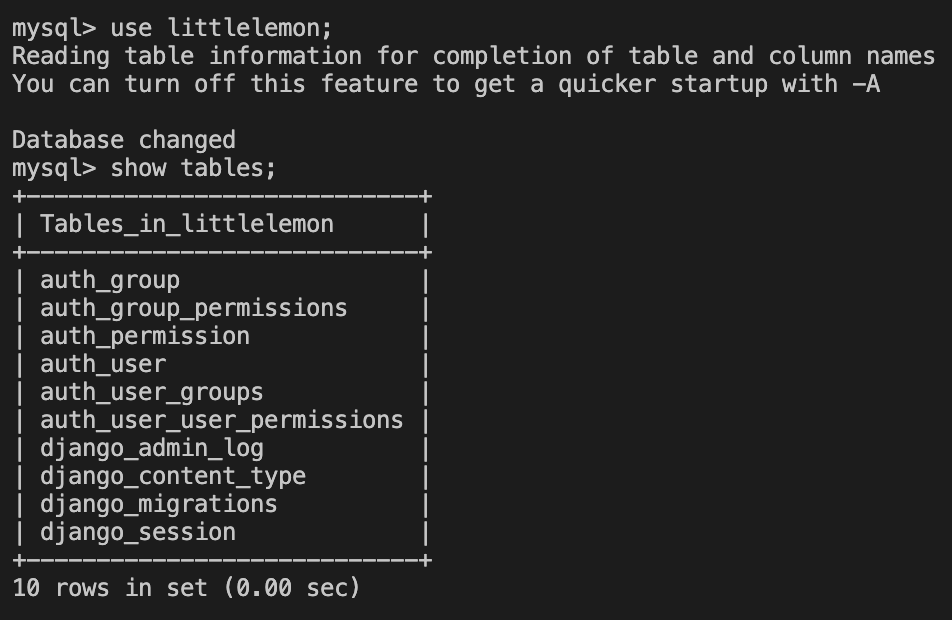 mysql> use littlelemon;
Reading table information for completion of table and column names
You can turn off this feature to get a quicker startup with -A
Database changed
mysql> show tables;
+----------------------------+
| Tables_in_littlelemon      |
+----------------------------+
| auth_group                 |
| auth_group_permissions     |
| auth_permission            |
| auth_user                  |
| auth_user_groups           |
| auth_user_user_permissions |
| django_admin_log           |
| django_content_type        |
| django_migrations          |
| django_session             |
+----------------------------+
10 rows in set (0.00 sec)